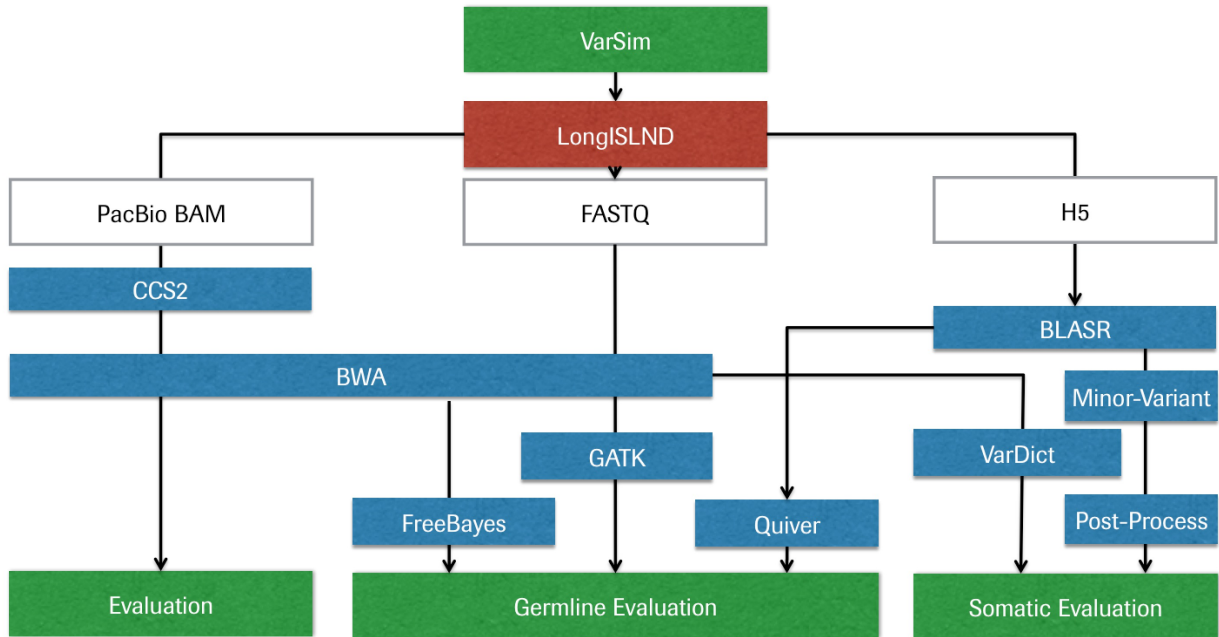 VarSim
LongISLND
PacBio BAM
FASTQ
H5
CCS2
BLASR
BWA
Minor-Variant
GATK
VarDict
FreeBayes
Quiver
Post-Process
Evaluation
Germline Evaluation
Somatic Evaluation